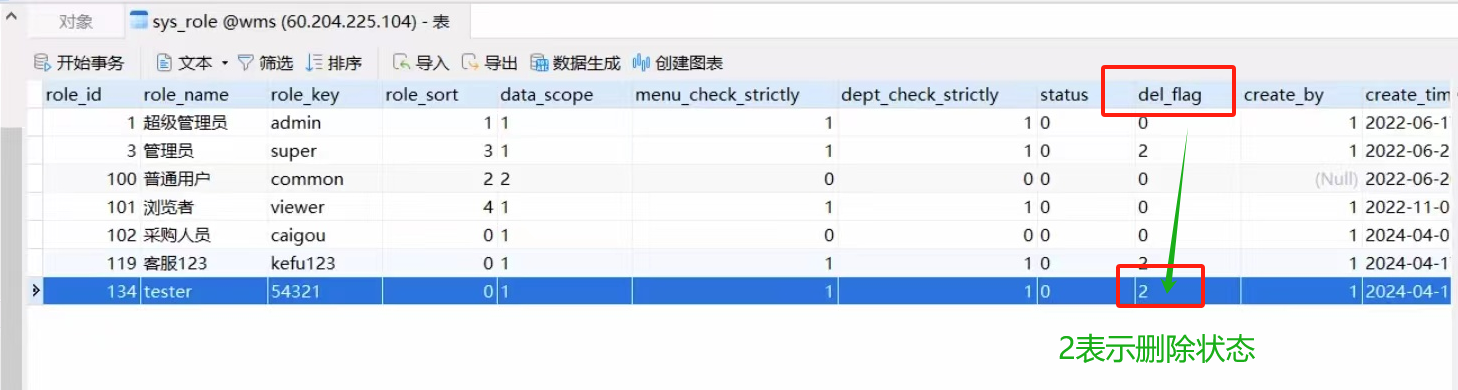 对象 sys_role @wms (60.204.225.104) - 表
开始事务 文本 筛选 排序 导入 导出 数据生成 创建图表
role_id role_name role_key role_sort data_scope menu_check_strictly dept_check_strictly status del_flag create_by create_tim
1 超级管理员 admin 1 1 1 1 0 0 1 2022-06-1
3 管理员 super 3 1 1 1 0 2 1 2022-06-2
100 普通用户 common 2 2 0 0 0 0 (Null) 2022-06-2
101 浏览者 viewer 4 1 1 1 0 0 1 2022-11-0
102 采购人员 caigou 0 1 0 0 0 0 1 2024-04-0
119 客服123 kefu123 0 1 1 1 0 2 1 2024-04-1
134 tester 54321 0 1 1 1 0 2 1 2024-04-1
2表示删除状态